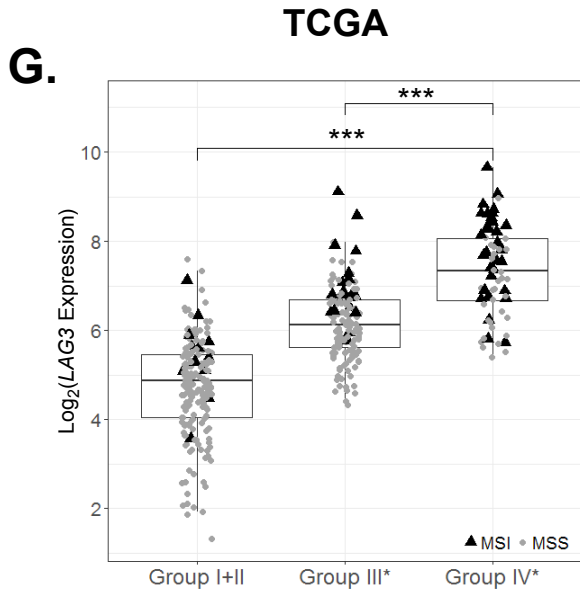 TCGA
G.
***
***
Log2(LAG3 Expression)
10
8
6
4
2
MSI MSS
Group I+II Group III* Group IV*